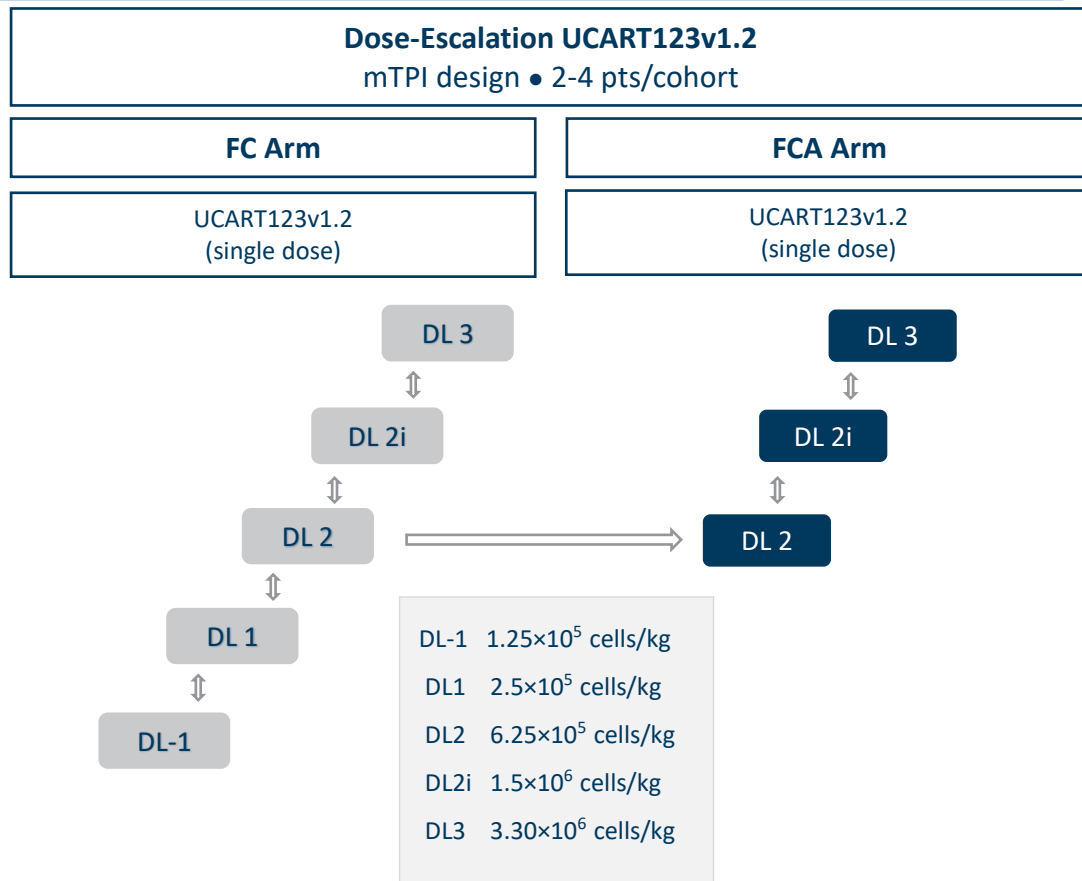 Dose-Escalation UCART123v1.2
mTPI design ● 2-4 pts/cohort
FC Arm
FCA Arm
UCART123v1.2
(single dose)
UCART123v1.2
(single dose)
DL 3
DL 3
DL 2i
DL 2i
DL 2
DL 2
DL 1
DL-1
DL-1 1.25×10⁵ cells/kg
DL1 2.5×10⁵ cells/kg
DL2 6.25×10⁵ cells/kg
DL2i 1.5×10⁶ cells/kg
DL3 3.30×10⁶ cells/kg